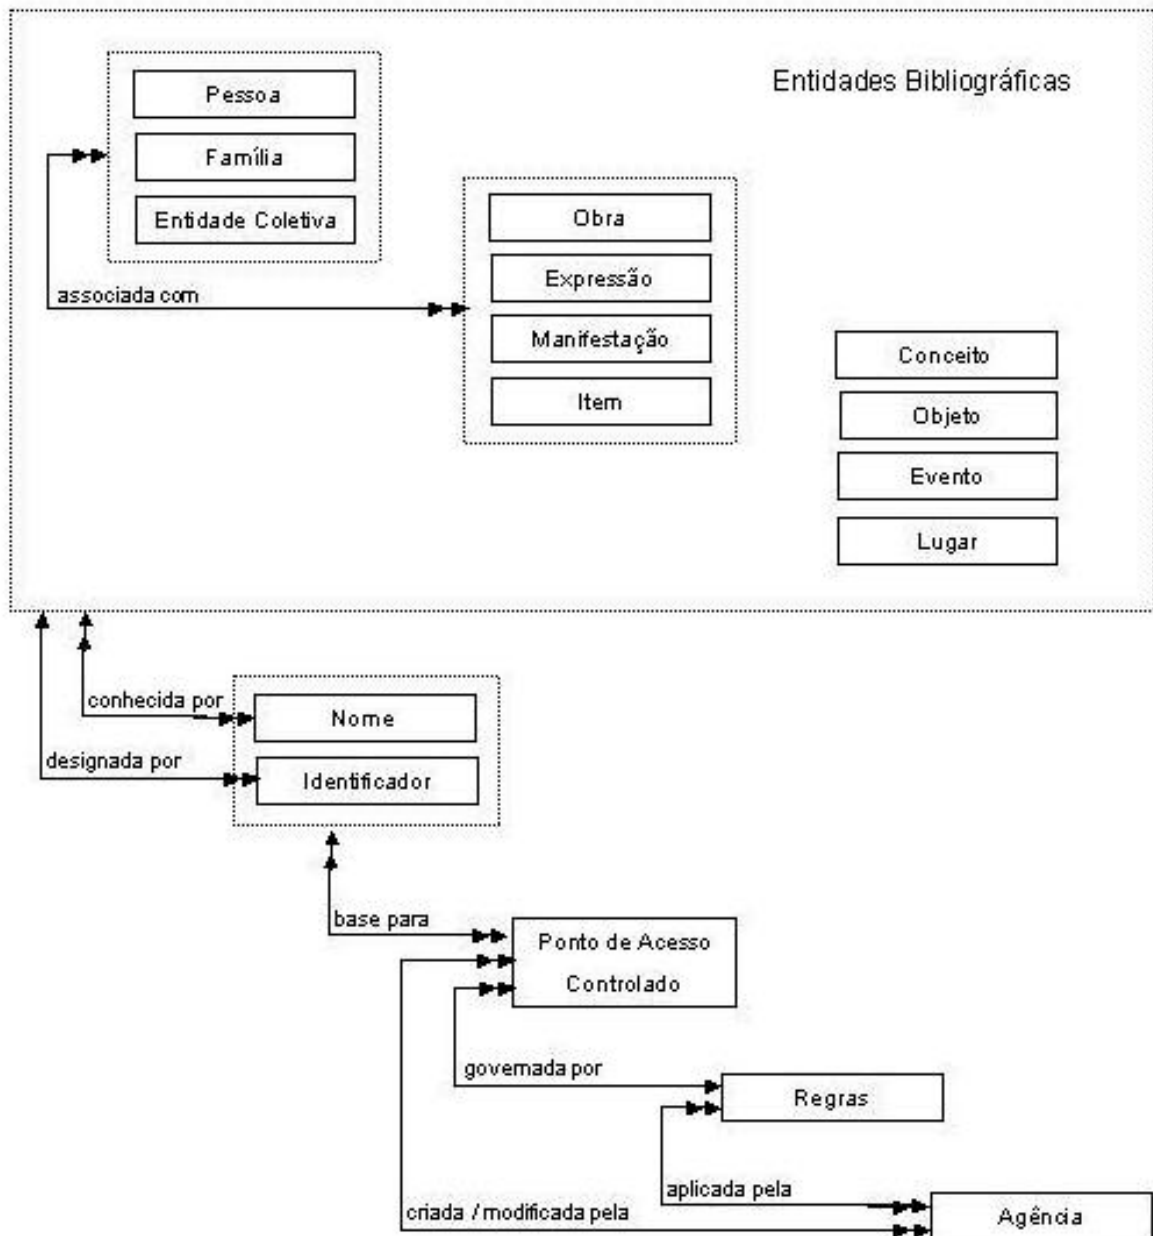 Entidades Bibliográficas
Pessoa
Família
Entidade Coletiva
associada com
Obra
Expressão
Manifestação
Item
Conceito
Objeto
Evento
Lugar
conhecida por
Nome
designada por
Identificador
base para
Ponto de Acesso
Controlado
governada por
Regras
aplicada pela
criada / modificada pela
Agência